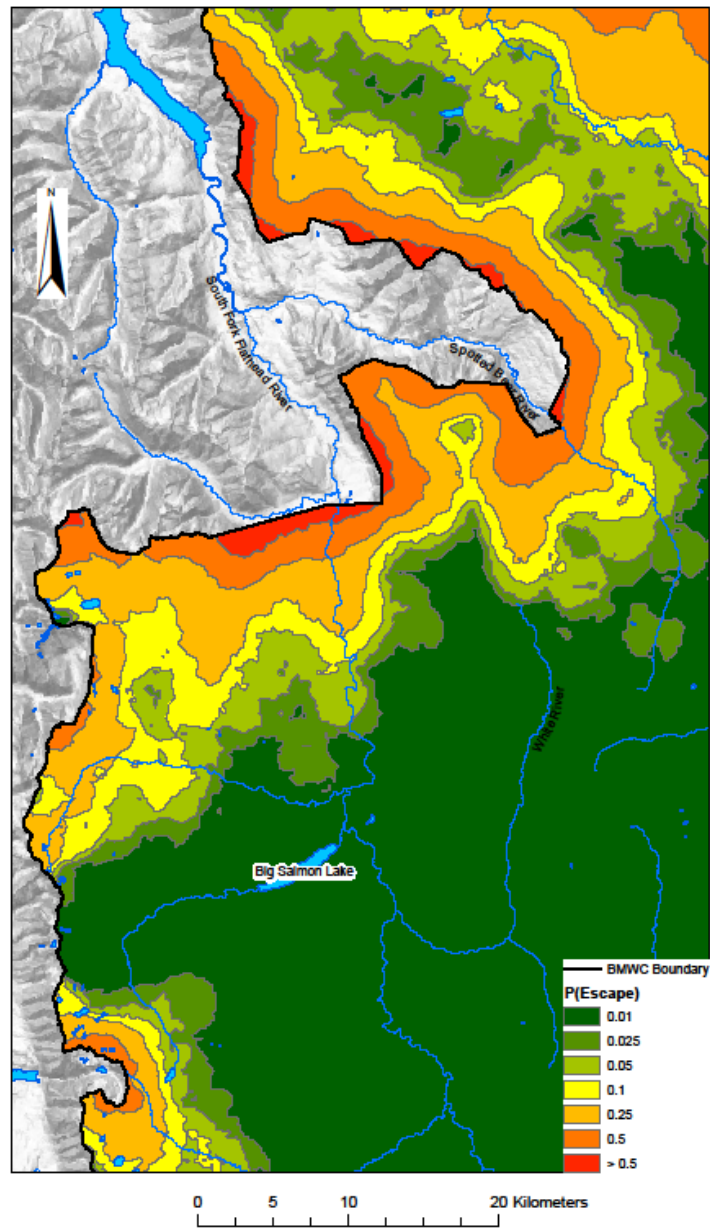 N
South Fork Flathead River
Spotted Bear River
White River
Big Salmon Lake
BMWC Boundary
P(Escape)
0.01
0.025
0.05
0.1
0.25
0.5
> 0.5
0 5 10 20 Kilometers